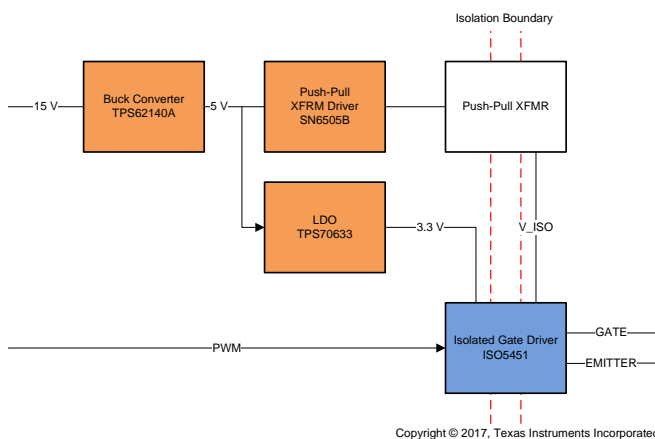 Isolation Boundary
15 V
Buck Converter
TPS62140A
5 V
Push-Pull
XFRM Driver
SN6505B
Push-Pull XFMR
LDO
TPS70633
3.3 V
V_ISO
PWM
Isolated Gate Driver
ISO5451
GATE
EMITTER
Copyright © 2017, Texas Instruments Incorporated